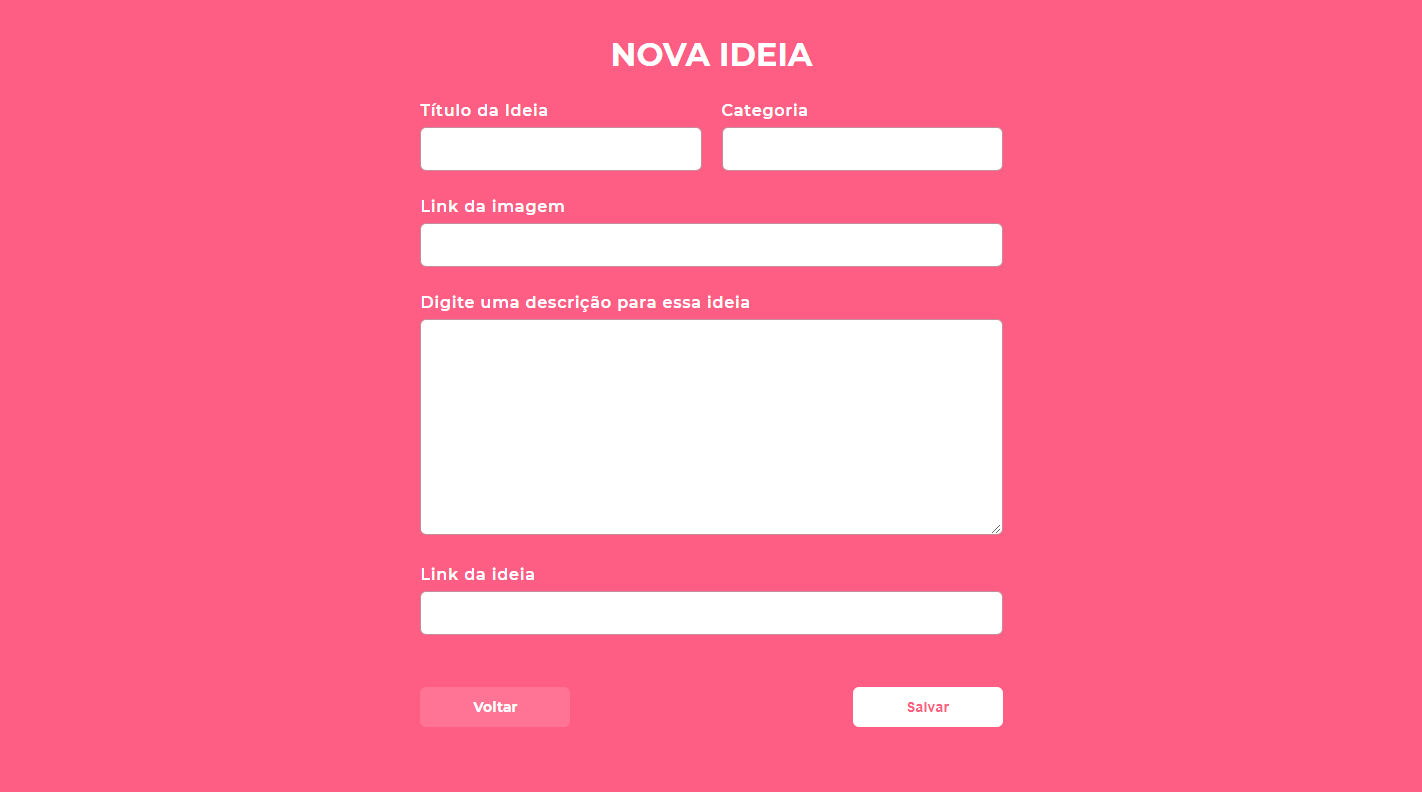 NOVA IDEIA
Título da Ideia
Categoria
Link da imagem
Digite uma descrição para essa ideia
Link da ideia
Voltar
Salvar